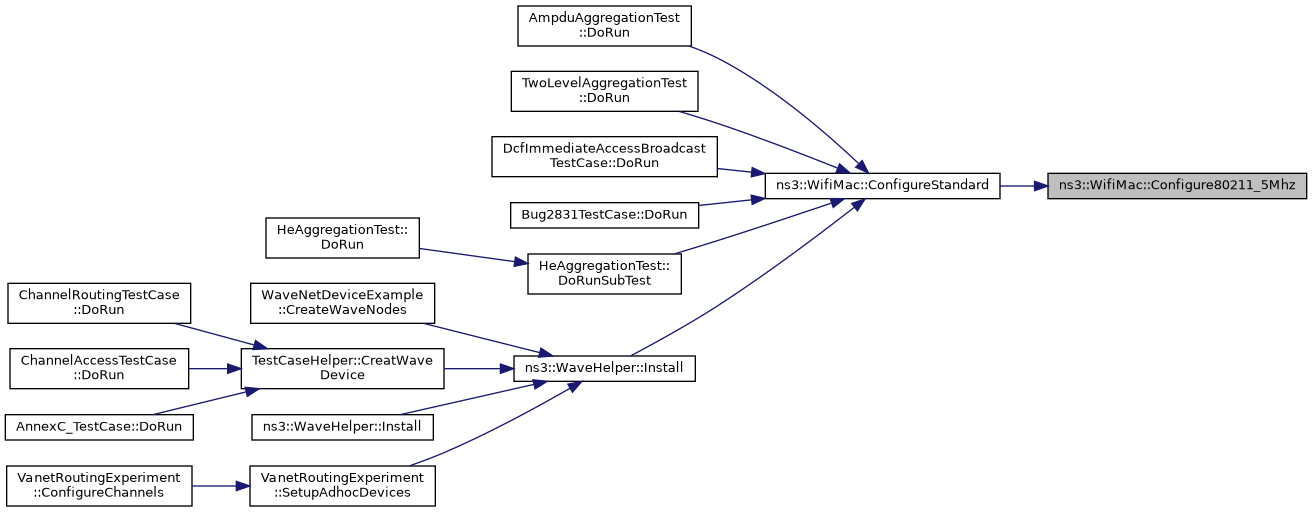 AmpduAggregationTest
::DoRun
TwoLevelAggregationTest
::DoRun
DcfImmediateAccessBroadcast
TestCase::DoRun
ns3::WifiMac::ConfigureStandard
ns3::WifiMac::Configure80211_5Mhz
Bug2831TestCase::DoRun
HeAggregationTest::
DoRun
HeAggregationTest::
DoRunSubTest
ChannelRoutingTestCase
::DoRun
WaveNetDeviceExample
::CreateWaveNodes
ChannelAccessTestCase
::DoRun
TestCaseHelper::CreatWave
Device
ns3::WaveHelper::Install
AnnexC_TestCase::DoRun
ns3::WaveHelper::Install
VanetRoutingExperiment
::ConfigureChannels
VanetRoutingExperiment
::SetupAdhocDevices